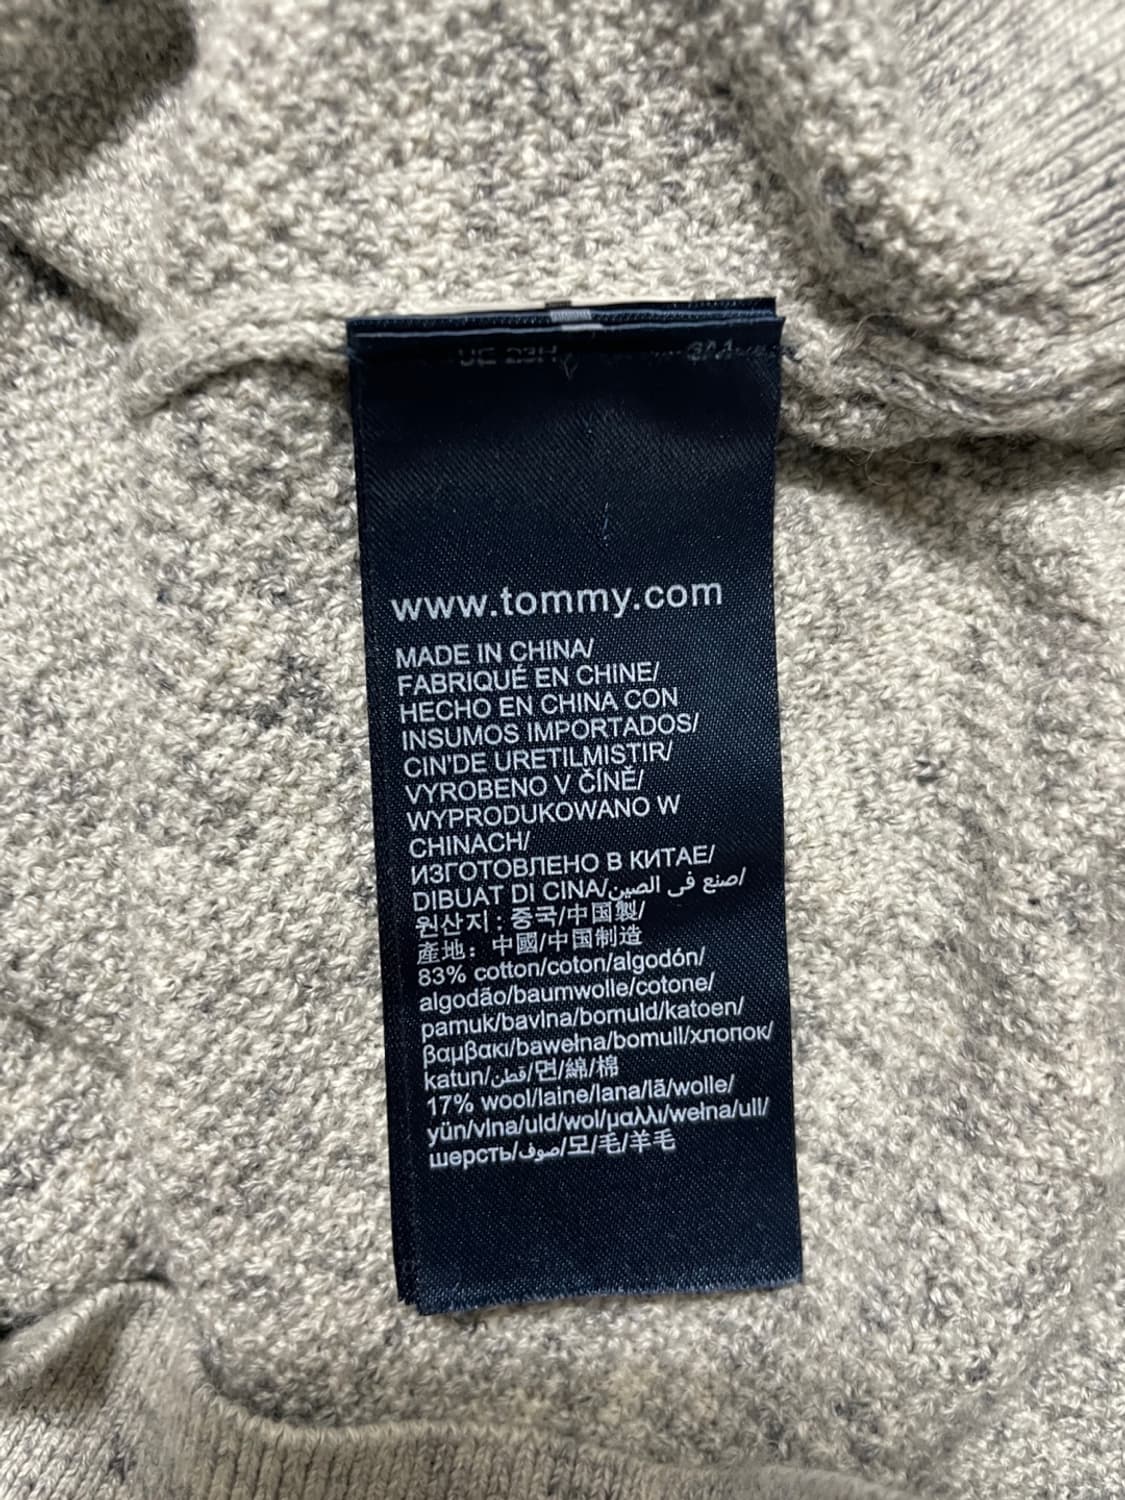 www.tommy.com
MADE IN CHINA/
FABRIQUÉ EN CHINE/
HECHO EN CHINA CON
INSUMOS IMPORTADOS/
CIN'DE URETILMISTIR/
VYROBENO V ČÍNĚ/
WYPRODUKOWANO W
CHINACH/
ИЗГОТОВЛЕНО В КИТАЕ/
DIBUAT DI CINA/صنع في الصين/
원산지 : 중국/中国製/
產地：中國/中国制造
83% cotton/coton/algodón/
algodão/baumwolle/cotone/
pamuk/bavlna/bomuld/katoen/
βαμβακι/bawełna/bomull/хлопок/
katun/قطن/면/綿/棉
17% wool/laine/lana/lã/wolle/
yün/vlna/uld/wol/μαλλι/wełna/ull/
шерсть/صوف/모/毛/羊毛